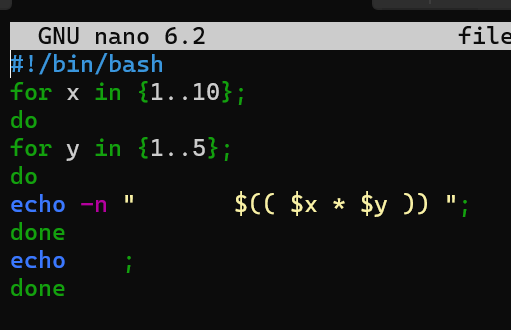 GNU nano 6.2 file
#!/bin/bash
for x in {1..10};
do
for y in {1..5};
do
echo -n "       $(( $x * $y )) ";
done
echo    ;
done